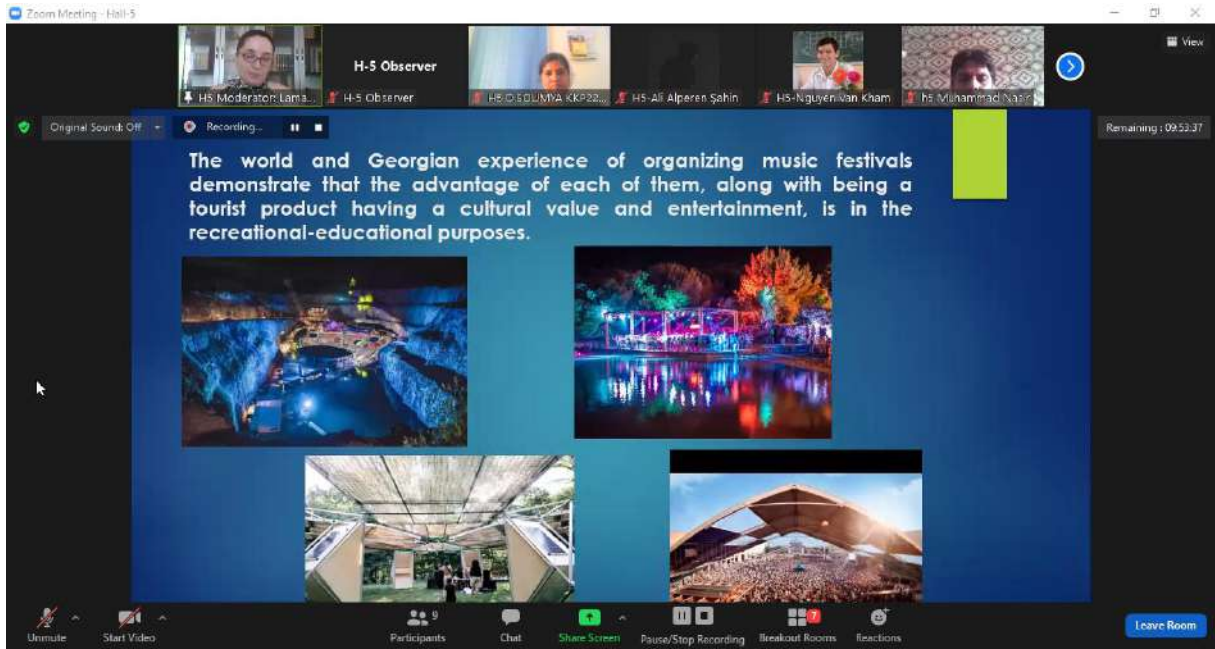 Zoom Meeting - Hall-5
View
H-5 Observer
H5 Moderator: Lama...
H-5 Observer
H5-Ali Alperen Şahin
H5-Nguyen Van Kham
h5 Muhammad
Original Sound: Off
Recording...
Remaining : 09:53:37
The world and Georgian experience of organizing music festivals
demonstrate that the advantage of each of them, along with being a
tourist product having a cultural value and entertainment, is in the
recreational-educational purposes.
Unmute
Start Video
9
Participants
Chat
Share Screen
Pause/Stop Recording
7
Breakout Rooms
Reactions
Leave Room